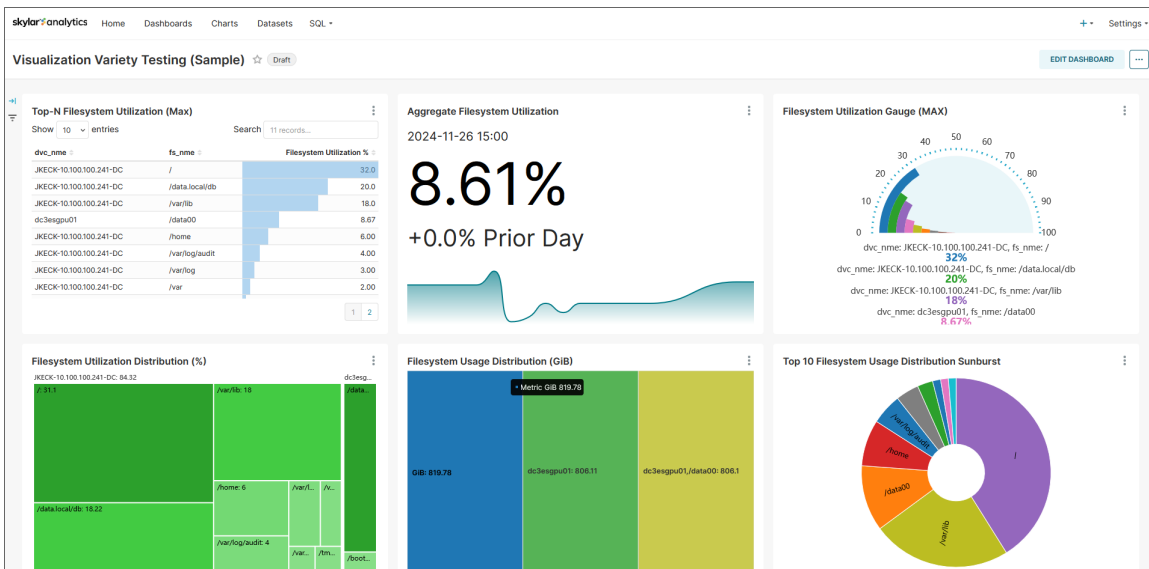 skylar analytics Home Dashboards Charts Datasets SQL Settings
Visualization Variety Testing (Sample) Draft EDIT DASHBOARD
Top-N Filesystem Utilization (Max)
Show 10 entries Search 11 records...
dvc_nme fs_nme Filesystem Utilization %
JKECK-10.100.100.241-DC / 32.0
JKECK-10.100.100.241-DC /data.local/db 20.0
JKECK-10.100.100.241-DC /var/lib 18.0
dc3esgpu01 /data00 8.67
JKECK-10.100.100.241-DC /home 6.00
JKECK-10.100.100.241-DC /var/log/audit 4.00
JKECK-10.100.100.241-DC /var/log 3.00
JKECK-10.100.100.241-DC /var 2.00
1 2
Aggregate Filesystem Utilization
2024-11-26 15:00
8.61%
+0.0% Prior Day
Filesystem Utilization Gauge (MAX)
0 10 20 30 40 50 60 70 80 90 100
dvc_nme: JKECK-10.100.100.241-DC, fs_nme: /
32%
dvc_nme: JKECK-10.100.100.241-DC, fs_nme: /data.local/db
20%
dvc_nme: JKECK-10.100.100.241-DC, fs_nme: /var/lib
18%
dvc_nme: dc3esgpu01, fs_nme: /data00
8.67%
Filesystem Utilization Distribution (%)
JKECK-10.100.100.241-DC: 84.32 dc3esg...
/: 31.1 /var/lib: 18 /data...
/home: 6 /var/l... /v...
/data.local/db: 18.22
/var/log/audit: 4 /var... /tm... /boot...
Filesystem Usage Distribution (GiB)
Metric GiB 819.78
GiB: 819.78 dc3esgpu01: 806.11 dc3esgpu01,/data00: 806.1
Top 10 Filesystem Usage Distribution Sunburst
/var/log/audit
/home
/
/data00
/var/lib